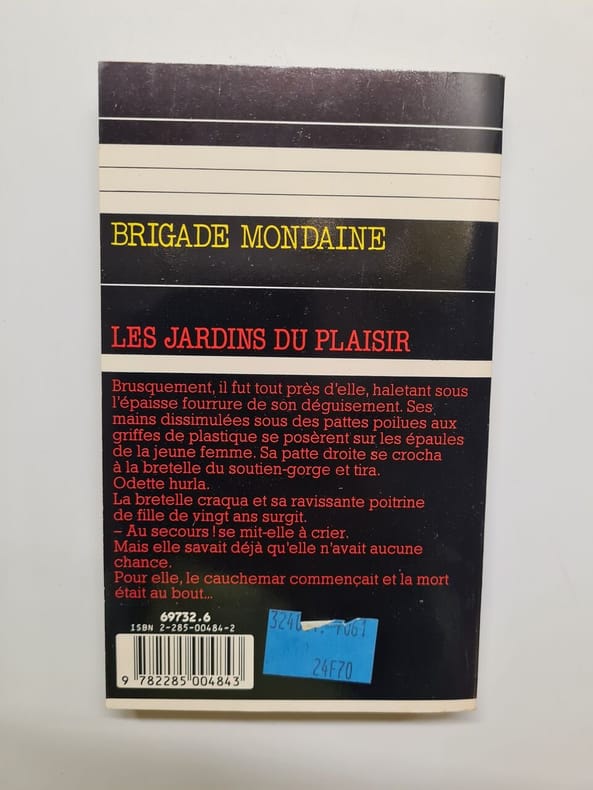 BRIGADE MONDAINE
LES JARDINS DU PLAISIR
Brusquement, il fut tout près d'elle, haletant sous
l'épaisse fourrure de son déguisement. Ses
mains dissimulées sous des pattes poilues aux
griffes de plastique se posèrent sur les épaules
de la jeune femme. Sa patte droite se crocha
à la bretelle du soutien-gorge et tira.
Odette hurla.
La bretelle craqua et sa ravissante poitrine
de fille de vingt ans surgit.
– Au secours ! se mit-elle à crier.
Mais elle savait déjà qu'elle n'avait aucune
chance.
Pour elle, le cauchemar commençait et la mort
était au bout...
69732.6
ISBN 2-285-00484-2
9 782285 004843
24F70